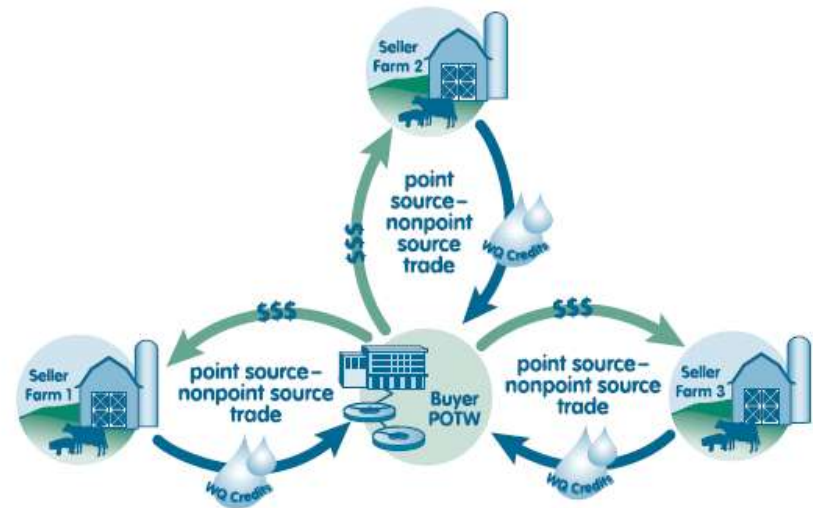 Seller
Farm 2
point
source–
nonpoint
source
trade
$$$
WQ Credits
$$$
$$$
Seller
Farm 1
point source–
nonpoint source
trade
WQ Credits
Buyer
POTW
point source–
nonpoint source
trade
WQ Credits
Seller
Farm 3